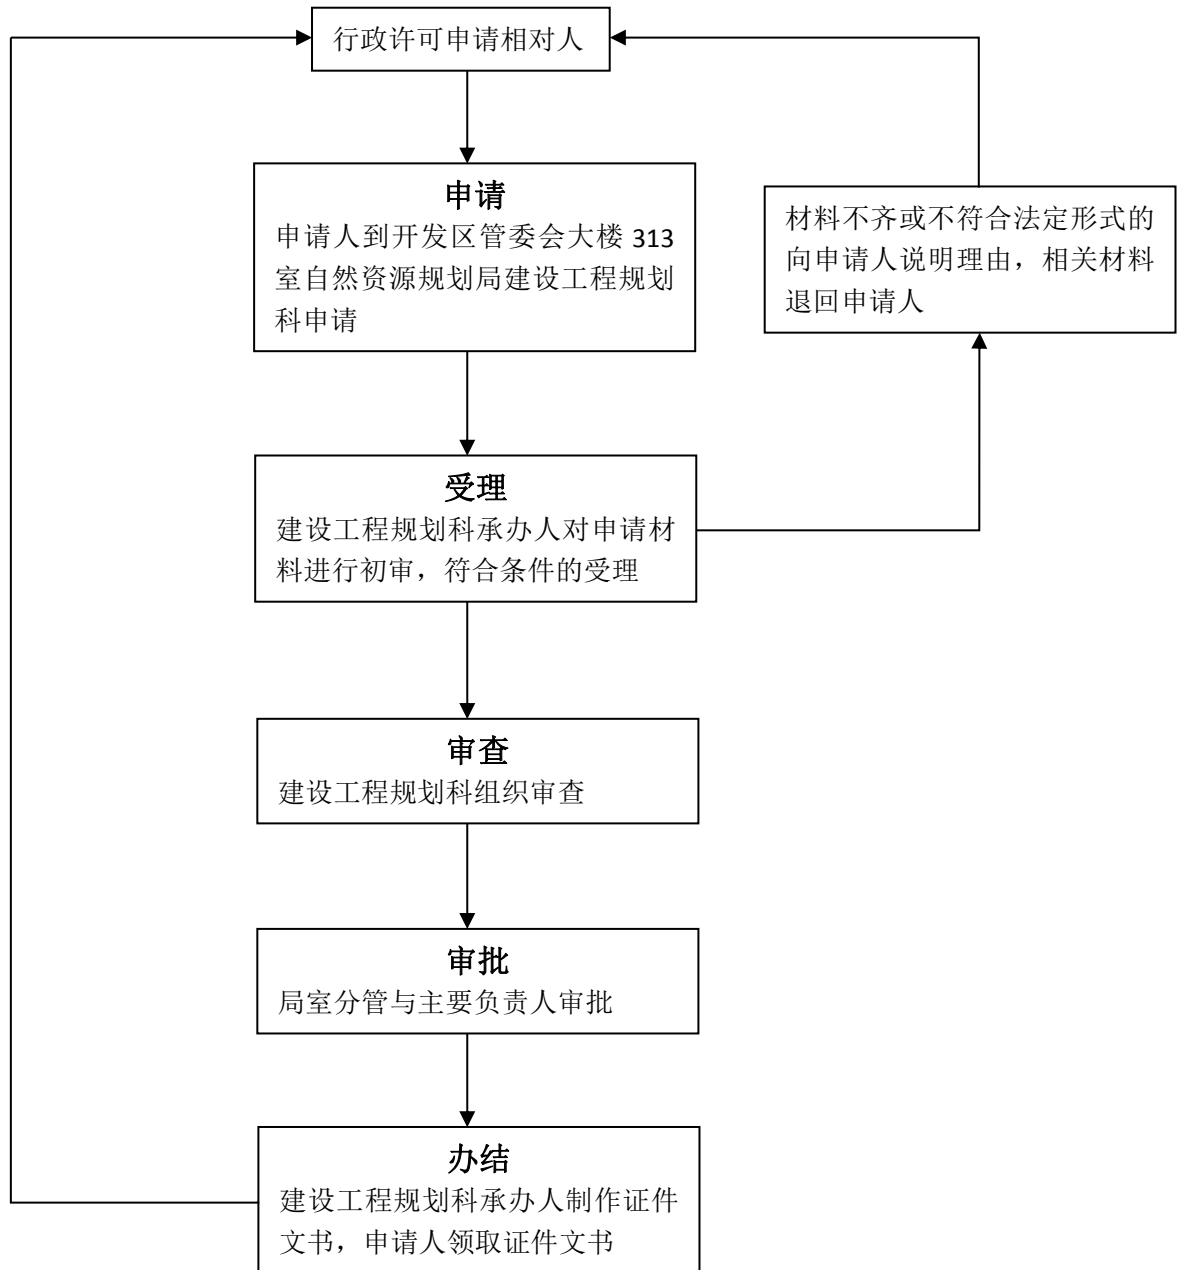 行政许可申请相对人
申请
申请人到开发区管委会大楼 313
室自然资源规划局建设工程规划
科申请
材料不齐或不符合法定形式的
向申请人说明理由，相关材料
退回申请人
受理
建设工程规划科承办人对申请材
料进行初审，符合条件的受理
审查
建设工程规划科组织审查
审批
局室分管与主要负责人审批
办结
建设工程规划科承办人制作证件
文书，申请人领取证件文书